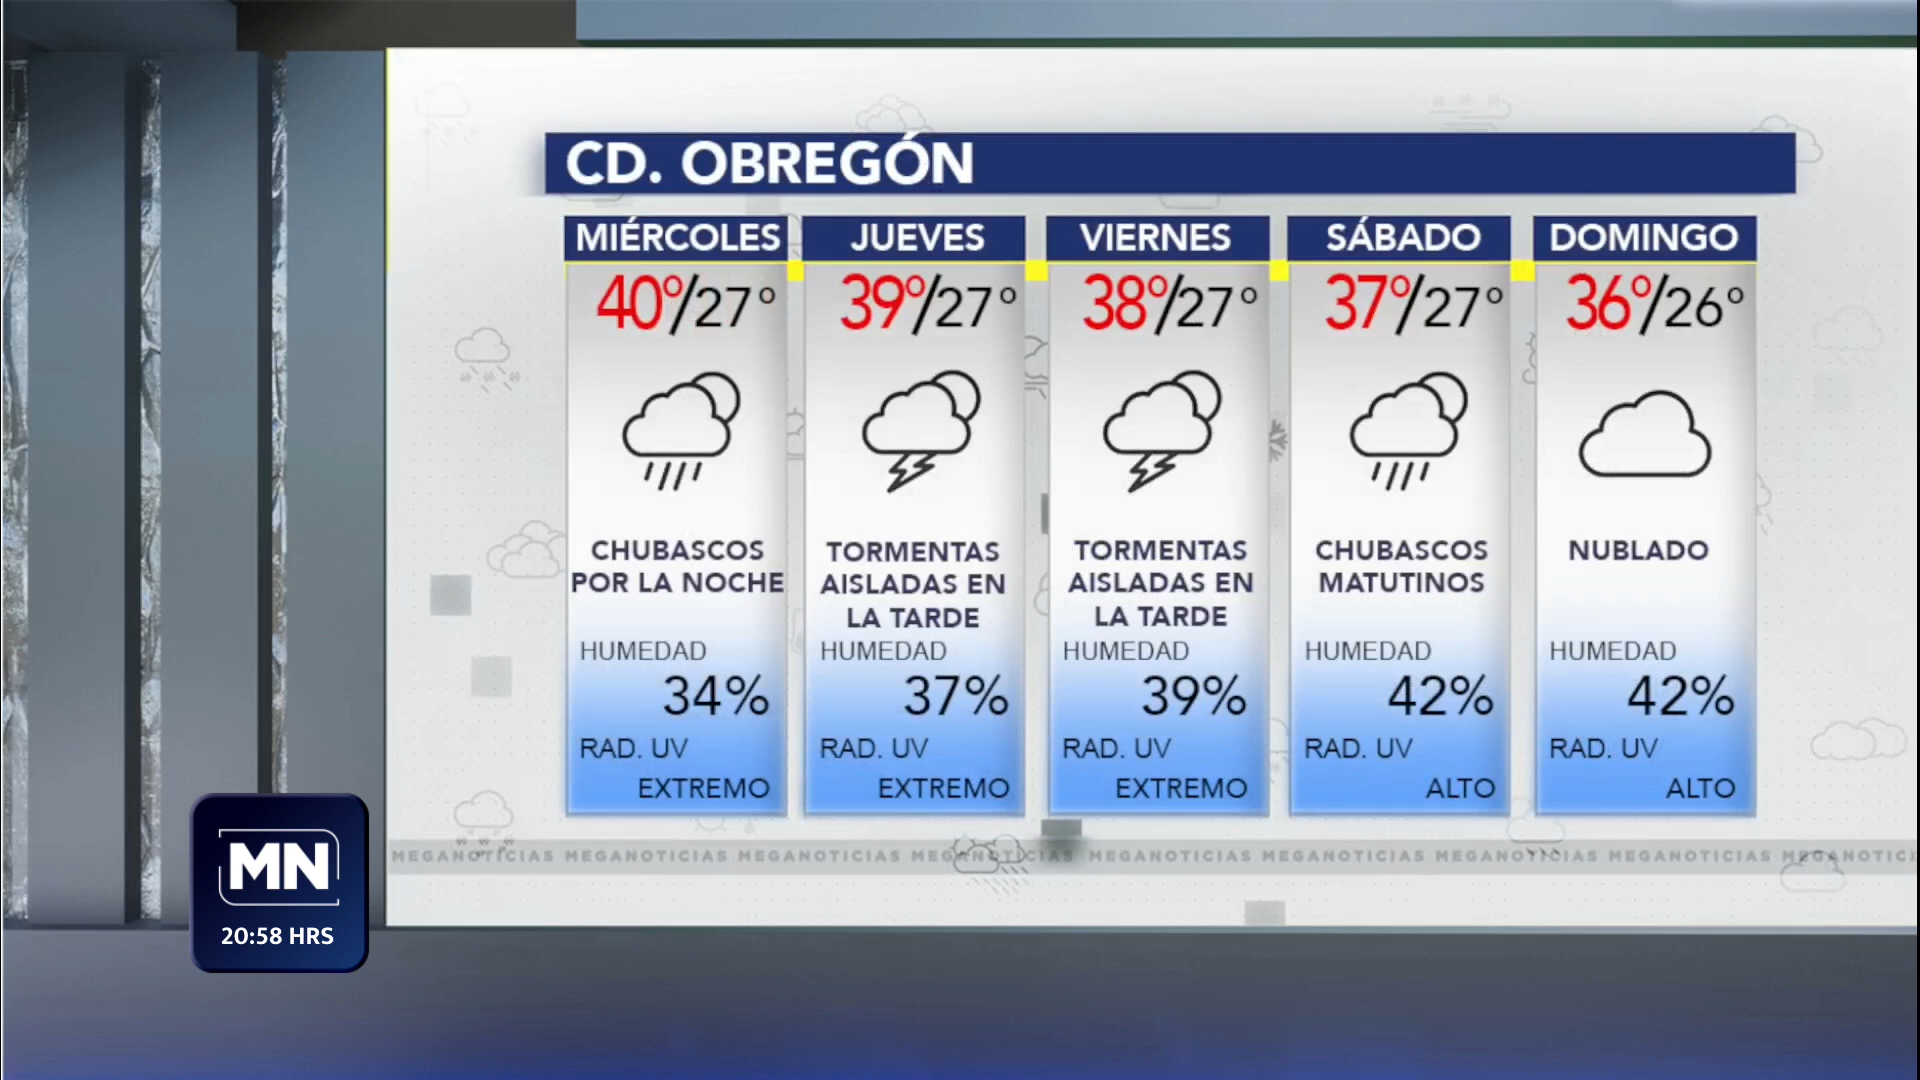 CD. OBREGÓN
MIÉRCOLES
40°/27°
CHUBASCOS
POR LA NOCHE
HUMEDAD
34%
RAD. UV
EXTREMO
JUEVES
39°/27°
TORMENTAS
AISLADAS EN
LA TARDE
HUMEDAD
37%
RAD. UV
EXTREMO
VIERNES
38°/27°
TORMENTAS
AISLADAS EN
LA TARDE
HUMEDAD
39%
RAD. UV
EXTREMO
SÁBADO
37°/27°
CHUBASCOS
MATUTINOS
HUMEDAD
42%
RAD. UV
ALTO
DOMINGO
36°/26°
NUBLADO
HUMEDAD
42%
RAD. UV
ALTO
MEGANOTICIAS MEGANOTICIAS MEGANOTICIAS MEGANOTICIAS MEGANOTICIAS MEGANOTICIAS MEGANOTICIAS MEGANOTICIAS MEGANOTICI
MN
20:58 HRS